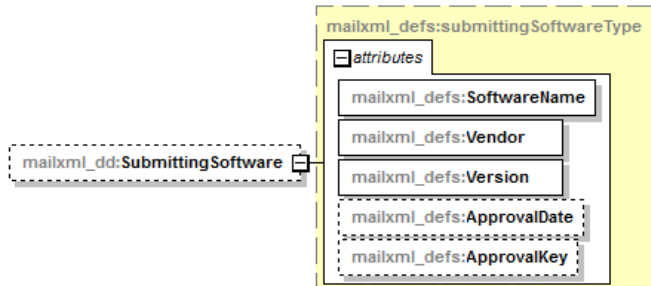 mailxml_defs:submittingSoftwareType
attributes
mailxml_defs:SoftwareName
mailxml_defs:Vendor
mailxml_dd:SubmittingSoftware
mailxml_defs:Version
mailxml_defs:ApprovalDate
mailxml_defs:ApprovalKey